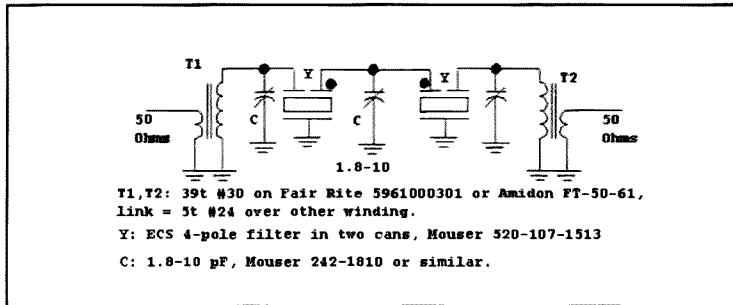 T1
Y
Y
T2
C
C
50
Ohms
50
Ohms
1.8-10
T1,T2: 39t #30 on Fair Rite 5961000301 or Amidon FT-50-61,
link = 5t #24 over other winding.
Y: ECS 4-pole filter in two cans, Mouser 520-107-1513
C: 1.8-10 pF, Mouser 242-1810 or similar.